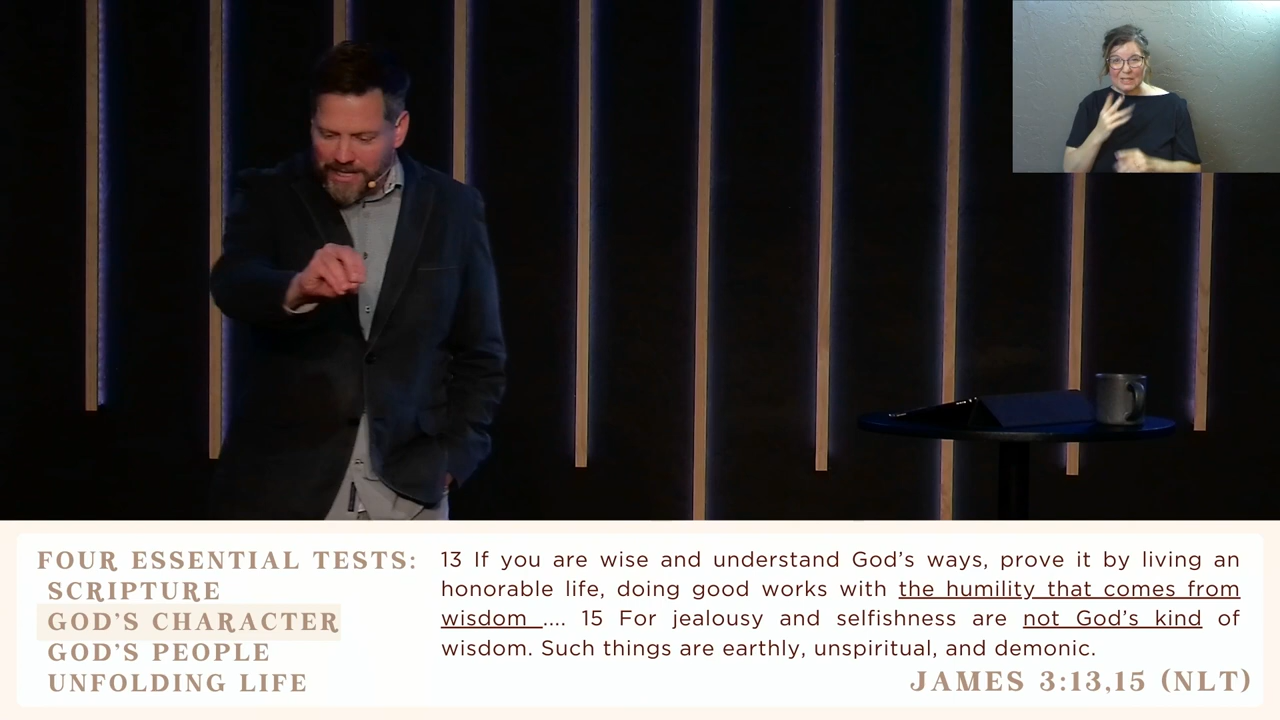 FOUR ESSENTIAL TESTS:
SCRIPTURE
GOD'S CHARACTER
GOD'S PEOPLE
UNFOLDING LIFE
13 If you are wise and understand God's ways, prove it by living an
honorable life, doing good works with the humility that comes from
wisdom .... 15 For jealousy and selfishness are not God's kind of
wisdom. Such things are earthly, unspiritual, and demonic.
JAMES 3:13,15 (NLT)